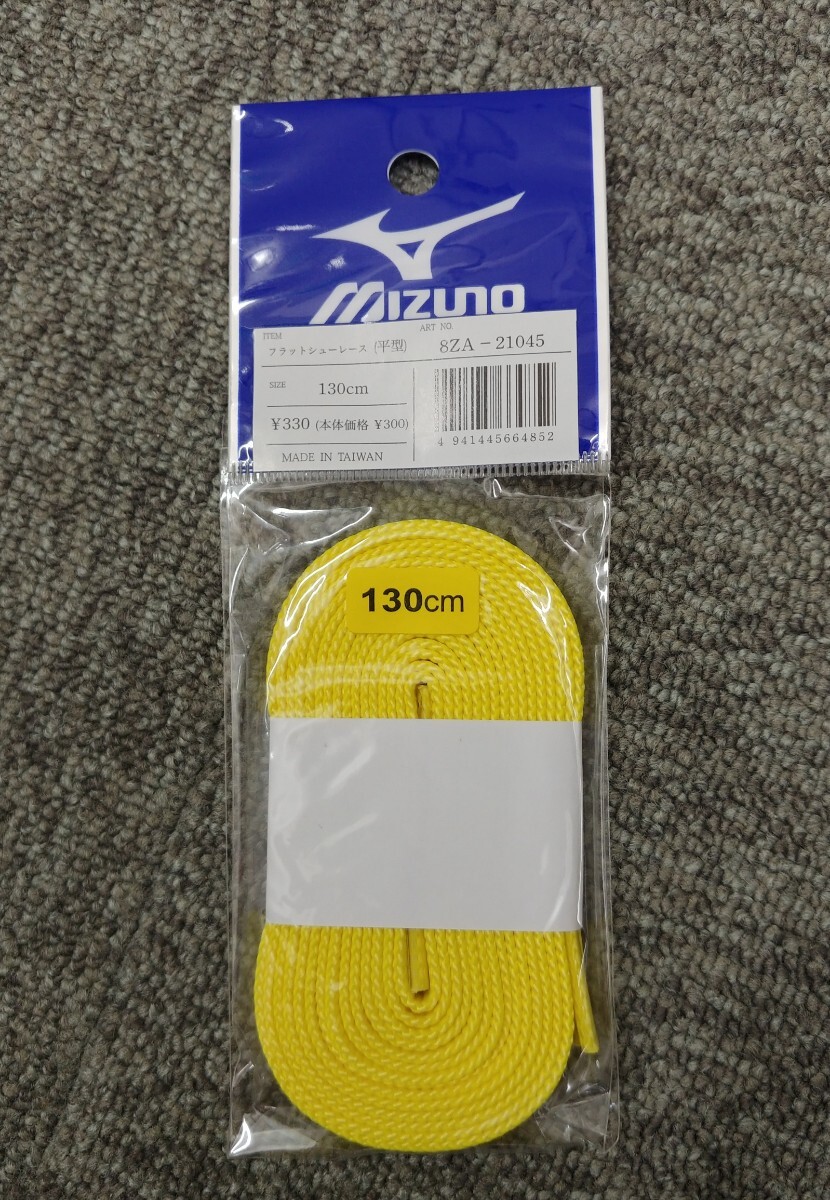 MIZUNO
ITEM
フラットシューレース (平型)
ART NO.
8ZA－21045
SIZE
130cm
¥330 (本体価格 ¥300)
MADE IN TAIWAN
4 941445664852
130cm